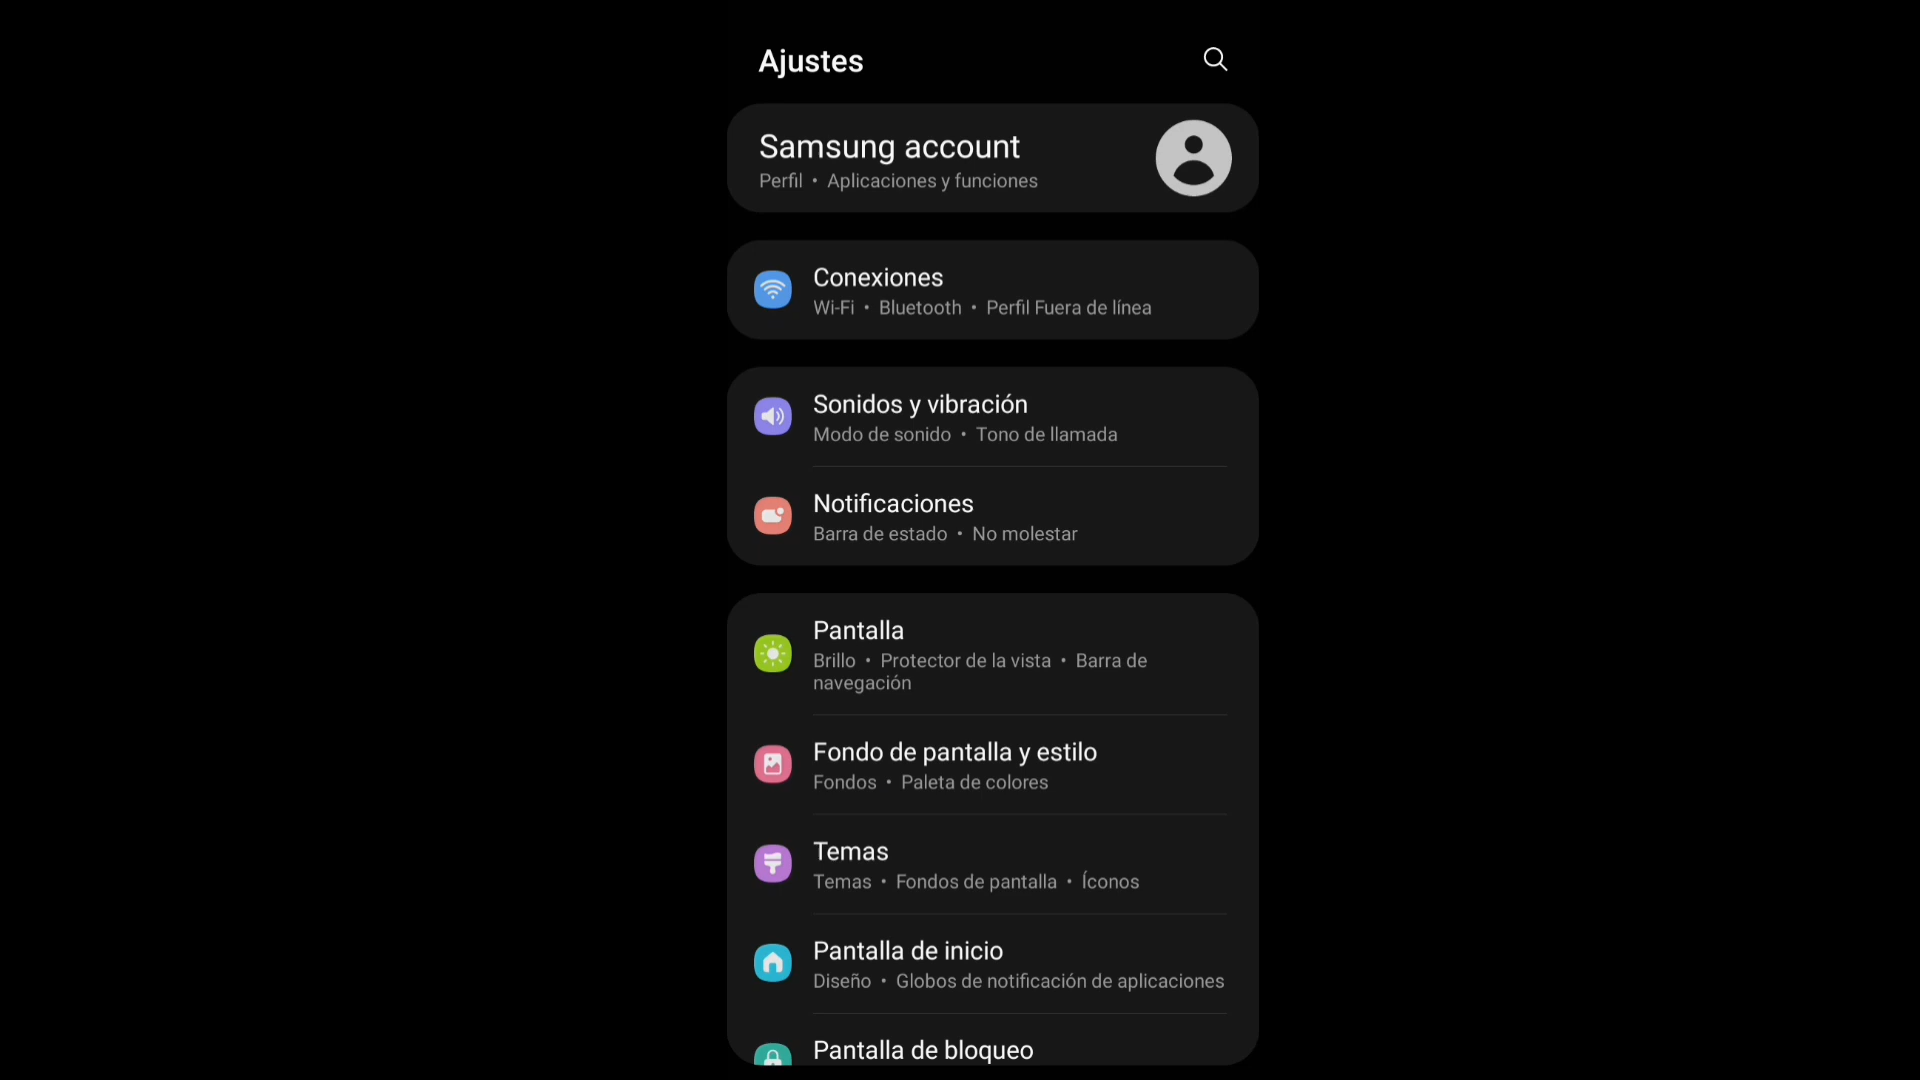 Ajustes
Samsung account
Perfil • Aplicaciones y funciones
Conexiones
Wi-Fi • Bluetooth • Perfil Fuera de línea
Sonidos y vibración
Modo de sonido • Tono de llamada
Notificaciones
Barra de estado • No molestar
Pantalla
Brillo • Protector de la vista • Barra de
navegación
Fondo de pantalla y estilo
Fondos • Paleta de colores
Temas
Temas • Fondos de pantalla • Íconos
Pantalla de inicio
Diseño • Globos de notificación de aplicaciones
Pantalla de bloqueo